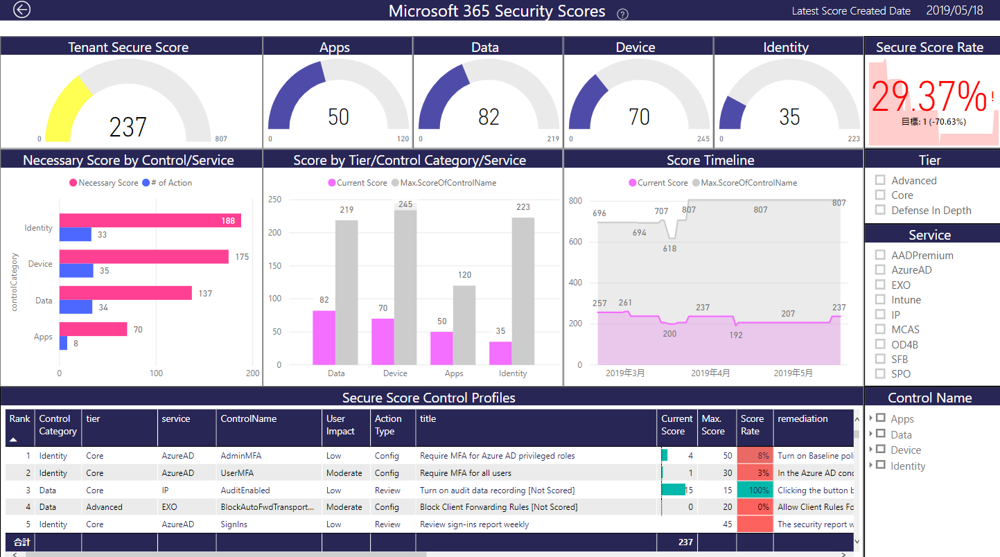 Microsoft 365 Security Scores ?
Latest Score Created Date 2019/05/18
Tenant Secure Score
237
0 807
Apps
50
0 120
Data
82
0 219
Device
70
0 245
Identity
35
0 223
Secure Score Rate
29.37%!
目標: 1 (-70.63%)
Necessary Score by Control/Service
Necessary Score # of Action
controlCategory
Identity 188
33
Device 175
35
Data 137
34
Apps 70
8
0 100 200
Score by Tier/Control Category/Service
Current Score Max.ScoreOfControlName
250
200
150
100
50
0
82 219
70 245
50 120
35 223
Data Device Apps Identity
Score Timeline
Current Score Max.ScoreOfControlName
800
600
400
200
0
696 694 707 618 807 807 807
257 261 200 237 192 207 237
2019年3月 2019年4月 2019年5月
Tier
Advanced
Core
Defense In Depth
Service
AADPremium
AzureAD
EXO
Intune
IP
MCAS
OD4B
SFB
SPO
Secure Score Control Profiles
Rank Control Category tier service ControlName User Impact Action Type title Current Score Max. Score Score Rate remediation
1 Identity Core AzureAD AdminMFA Low Config Require MFA for Azure AD privileged roles 4 50 8% Turn on Baseline poli
2 Identity Core AzureAD UserMFA Moderate Config Require MFA for all users 1 30 3% In the Azure AD conc
3 Data Core IP AuditEnabled Low Review Turn on audit data recording [Not Scored] 15 15 100% Clicking the button b
4 Data Advanced EXO BlockAutoFwdTransport... Moderate Config Block Client Forwarding Rules [Not Scored] 0 20 0% Allow Client Rules Fo
5 Identity Core AzureAD SignIns Low Review Review sign-ins report weekly 45 The security report w
合計 237
Control Name
Apps
Data
Device
Identity